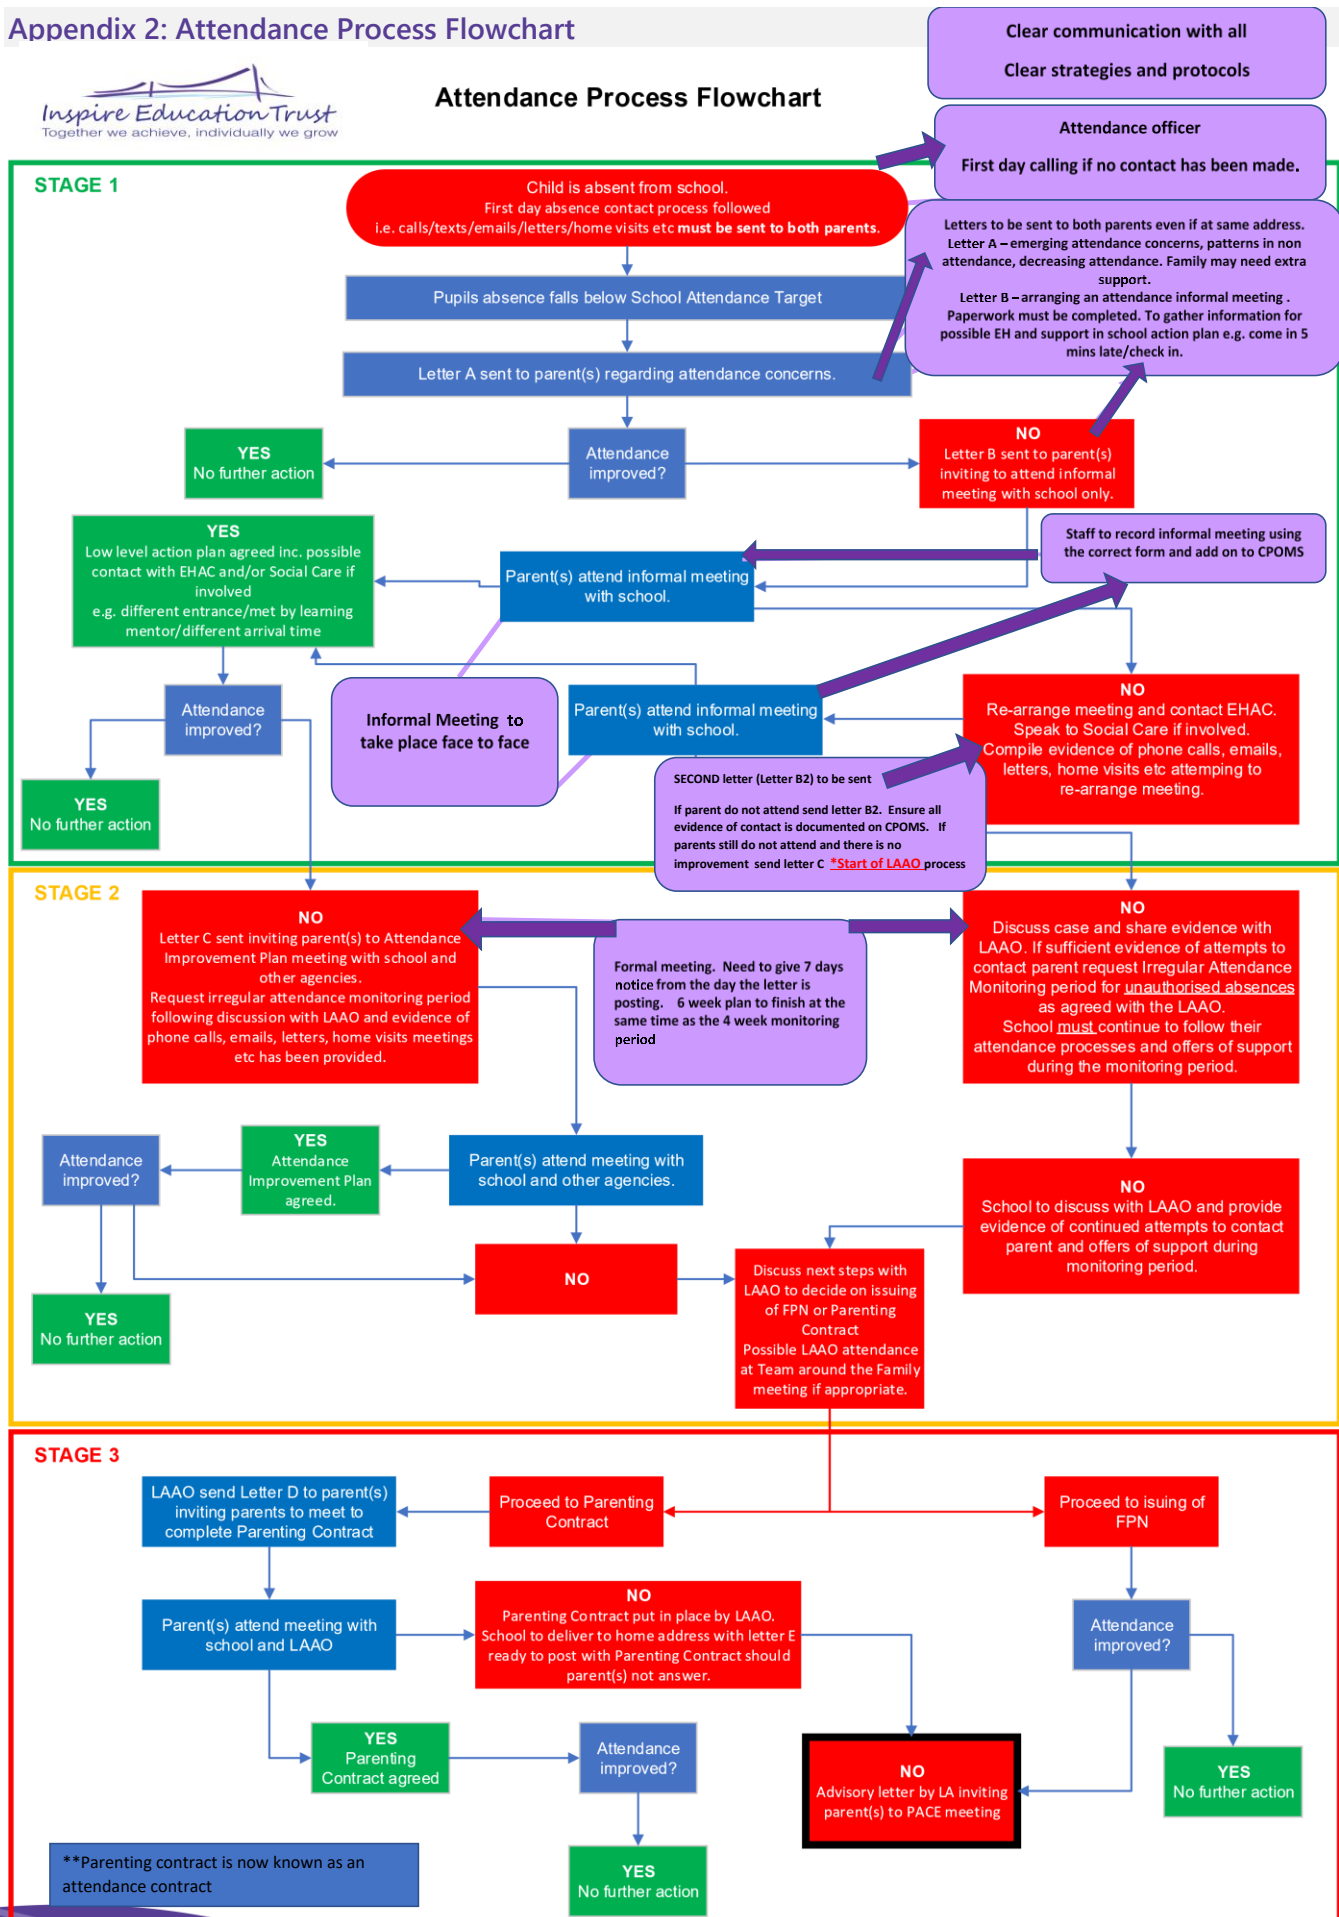 Appendix 2: Attendance Process Flowchart
Clear communication with all
Clear strategies and protocols
Inspire Education Trust
Together we achieve, individually we grow
Attendance Process Flowchart
Attendance officer
First day calling if no contact has been made.
STAGE 1
Child is absent from school.
First day absence contact process followed
i.e. calls/texts/emails/letters/home visits etc must be sent to both parents.
Letters to be sent to both parents even if at same address.
Letter A – emerging attendance concerns, patterns in non
attendance, decreasing attendance. Family may need extra
support.
Letter B – arranging an attendance informal meeting .
Paperwork must be completed. To gather information for
possible EH and support in school action plan e.g. come in 5
mins late/check in.
Pupils absence falls below School Attendance Target
Letter A sent to parent(s) regarding attendance concerns.
YES
No further action
Attendance
improved?
NO
Letter B sent to parent(s)
inviting to attend informal
meeting with school only.
YES
Low level action plan agreed inc. possible
contact with EHAC and/or Social Care if
involved
e.g. different entrance/met by learning
mentor/different arrival time
Parent(s) attend informal meeting
with school.
Staff to record informal meeting using
the correct form and add on to CPOMS
Attendance
improved?
Informal Meeting to
take place face to face
Parent(s) attend informal meeting
with school.
NO
Re-arrange meeting and contact EHAC.
Speak to Social Care if involved.
Compile evidence of phone calls, emails,
letters, home visits etc attemping to
re-arrange meeting.
YES
No further action
SECOND letter (Letter B2) to be sent
If parent do not attend send letter B2. Ensure all
evidence of contact is documented on CPOMS. If
parents still do not attend and there is no
improvement send letter C *Start of LAAO process
STAGE 2
NO
Letter C sent inviting parent(s) to Attendance
Improvement Plan meeting with school and
other agencies.
Request irregular attendance monitoring period
following discussion with LAAO and evidence of
phone calls, emails, letters, home visits meetings
etc has been provided.
Formal meeting. Need to give 7 days
notice from the day the letter is
posting. 6 week plan to finish at the
same time as the 4 week monitoring
period
NO
Discuss case and share evidence with
LAAO. If sufficient evidence of attempts to
contact parent request Irregular Attendance
Monitoring period for unauthorised absences
as agreed with the LAAO.
School must continue to follow their
attendance processes and offers of support
during the monitoring period.
Attendance
improved?
YES
Attendance
Improvement Plan
agreed.
Parent(s) attend meeting with
school and other agencies.
NO
School to discuss with LAAO and provide
evidence of continued attempts to contact
parent and offers of support during
monitoring period.
YES
No further action
NO
Discuss next steps with
LAAO to decide on issuing
of FPN or Parenting
Contract
Possible LAAO attendance
at Team around the Family
meeting if appropriate.
STAGE 3
LAAO send Letter D to parent(s)
inviting parents to meet to
complete Parenting Contract
Proceed to Parenting
Contract
Proceed to isuing of
FPN
Parent(s) attend meeting with
school and LAAO
NO
Parenting Contract put in place by LAAO.
School to deliver to home address with letter E
ready to post with Parenting Contract should
parent(s) not answer.
Attendance
improved?
YES
Parenting
Contract agreed
Attendance
improved?
NO
Advisory letter by LA inviting
parent(s) to PACE meeting
YES
No further action
**Parenting contract is now known as an
attendance contract
YES
No further action